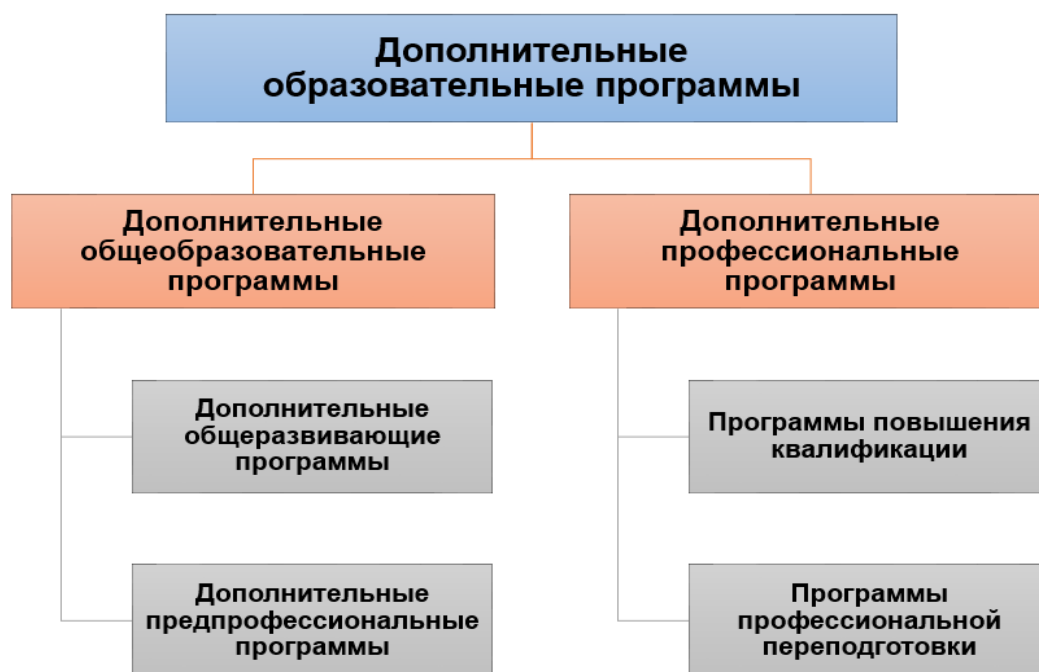 Дополнительные
образовательные программы
Дополнительные
общеобразовательные
программы
Дополнительные
профессиональные
программы
Дополнительные
общеразвивающие
программы
Программы повышения
квалификации
Дополнительные
предпрофессиональные
программы
Программы
профессиональной
переподготовки